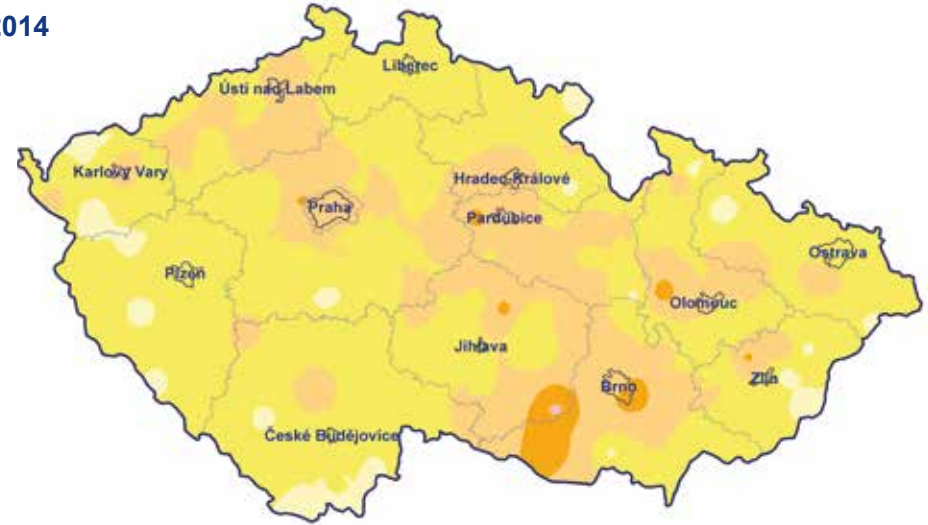 2014
Liberec
Ústí nad Labem
Karlovy Vary
Hradec Králové
Praha
Pardubice
Ostrava
Plzeň
Olomouc
Jihlava
Zlín
Brno
České Budějovice